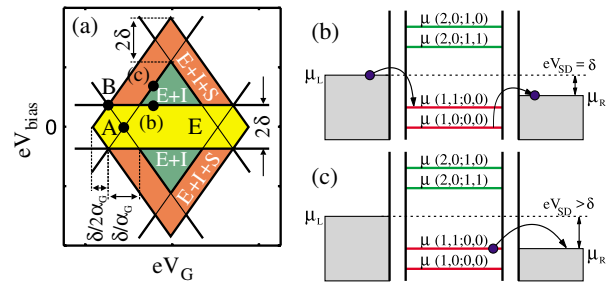 (a)
2δ
B
(c)
E+I
E+I+S
A
(b)
E
2δ
E+I
E+I+S
0
eV_bias
δ/2α_G
δ/α_G
eV_G
(b)
μ (2,0;1,0)
μ (2,0;1,1)
eV_SD = δ
μ_L
μ_R
μ (1,1;0,0)
μ (1,0;0,0)
(c)
μ (2,0;1,0)
μ (2,0;1,1)
eV_SD > δ
μ_L
μ (1,1;0,0)
μ_R
μ (1,0;0,0)